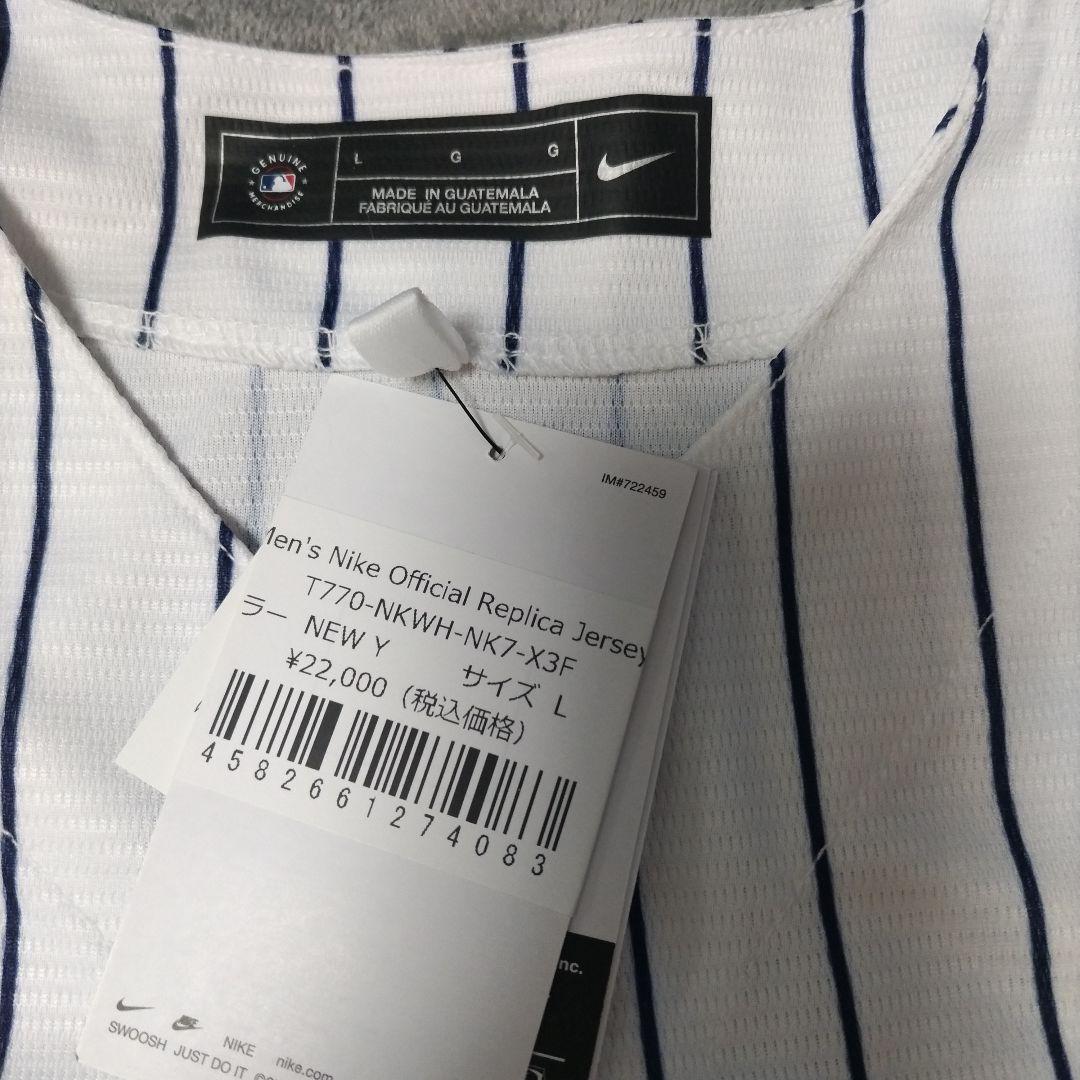 GENUINE
MERCHANDISE
L G G
MADE IN GUATEMALA
FABRIQUÉ AU GUATEMALA
IM#722459
Men's Nike Official Replica Jersey
T770-NKWH-NK7-X3F
ラー NEW Y サイズ L
¥22,000 (税込価格)
4582661274083
NIKE nike.com
SWOOSH JUST DO IT
nc.